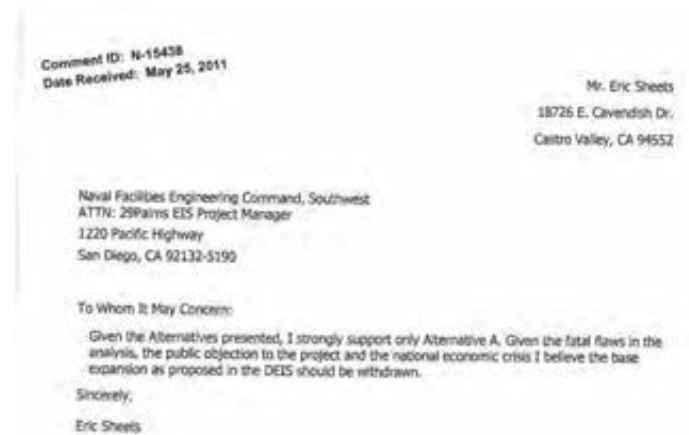 Comment ID: N-15438
Date Received: May 25, 2011
Mr. Eric Sheets
18726 E. Cavendish Dr.
Castro Valley, CA 94552
Naval Facilities Engineering Command, Southwest
ATTN: 29Palms EIS Project Manager
1220 Pacific Highway
San Diego, CA 92132-5190
To Whom It May Concern:
Given the Alternatives presented, I strongly support only Alternative A. Given the fatal flaws in the
analysis, the public objection to the project and the national economic crisis I believe the base
expansion as proposed in the DEIS should be withdrawn.
Sincerely,
Eric Sheets